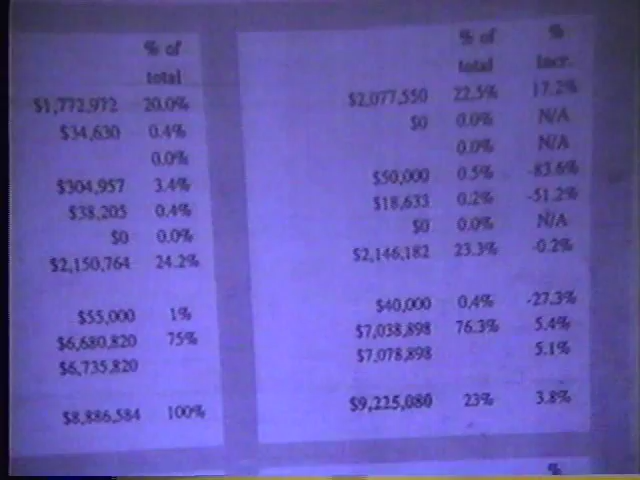 % of % of %
total total Incr.
$1,772,972 20.0% $2,077,550 22.5% 17.2%
$34,630 0.4% $0 0.0% N/A
0.0% 0.0% N/A
$304,957 3.4% $50,000 0.5% -83.6%
$38,205 0.4% $18,633 0.2% -51.2%
$0 0.0% $0 0.0% N/A
$2,150,764 24.2% $2,146,182 23.3% -0.2%
$55,000 1% $40,000 0.4% -27.3%
$6,680,820 75% $7,038,898 76.3% 5.4%
$6,735,820 $7,078,898 5.1%
$8,886,584 100% $9,225,080 23% 3.8%
%